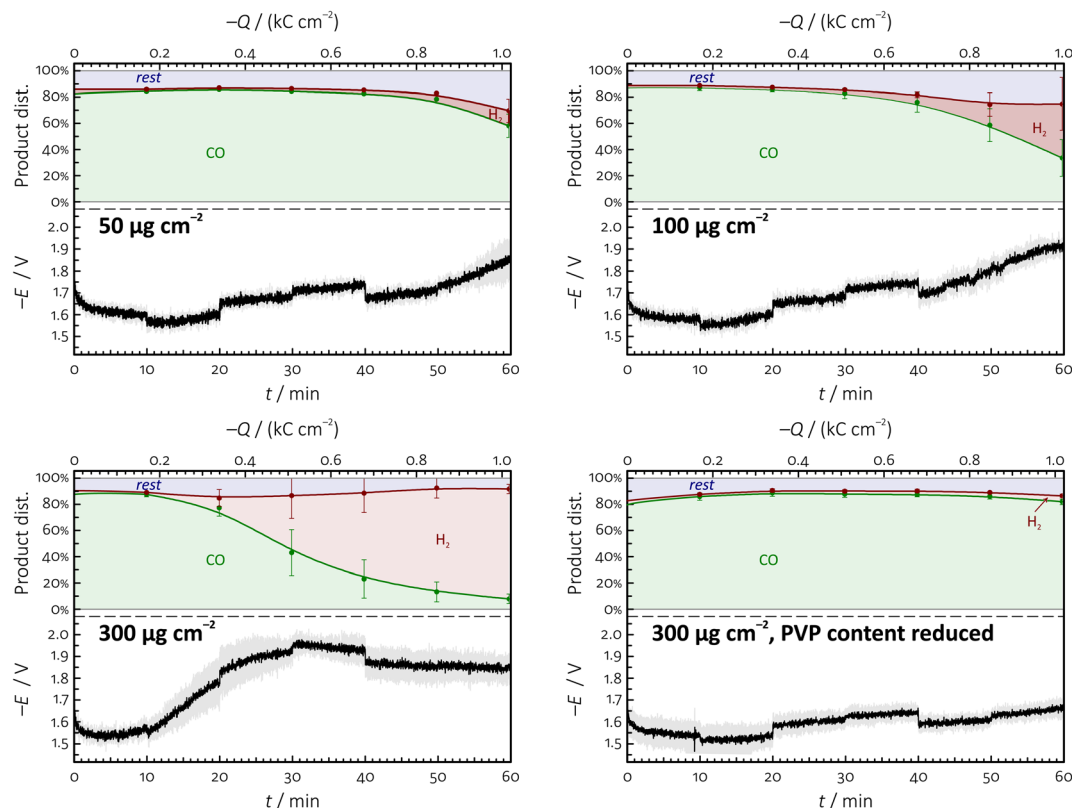 –Q / (kC cm⁻²)
0.0 0.2 0.4 0.6 0.8 1.0
Product dist.
100%
80%
60%
40%
20%
0%
rest
H₂
CO
50 µg cm⁻²
–E / V
2.0
1.9
1.8
1.7
1.6
1.5
0 10 20 30 40 50 60
t / min
–Q / (kC cm⁻²)
0.0 0.2 0.4 0.6 0.8 1.0
Product dist.
100%
80%
60%
40%
20%
0%
rest
H₂
CO
100 µg cm⁻²
–E / V
2.0
1.9
1.8
1.7
1.6
1.5
0 10 20 30 40 50 60
t / min
–Q / (kC cm⁻²)
0.0 0.2 0.4 0.6 0.8 1.0
Product dist.
100%
80%
60%
40%
20%
0%
rest
H₂
CO
300 µg cm⁻²
–E / V
2.0
1.9
1.8
1.7
1.6
1.5
0 10 20 30 40 50 60
t / min
–Q / (kC cm⁻²)
0.0 0.2 0.4 0.6 0.8 1.0
Product dist.
100%
80%
60%
40%
20%
0%
rest
H₂
CO
300 µg cm⁻², PVP content reduced
–E / V
2.0
1.9
1.8
1.7
1.6
1.5
0 10 20 30 40 50 60
t / min